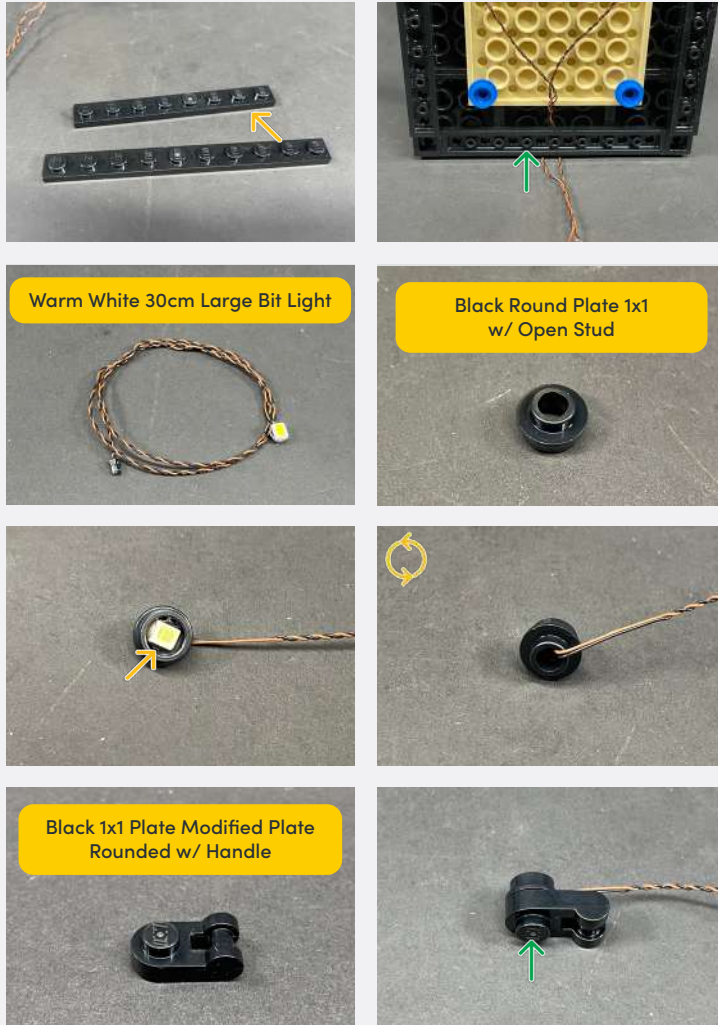 Warm White 30cm Large Bit Light
Black Round Plate 1x1
w/ Open Stud
Black 1x1 Plate Modified Plate
Rounded w/ Handle